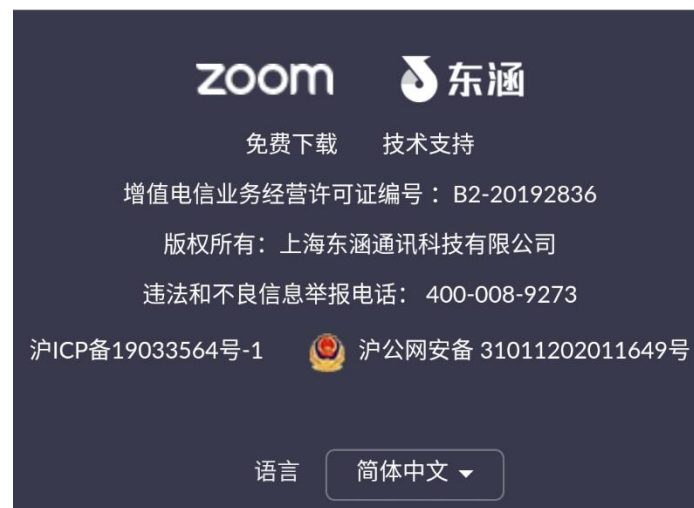 zoom 东涵
免费下载 技术支持
增值电信业务经营许可证编号：B2-20192836
版权所有：上海东涵通讯科技有限公司
违法和不良信息举报电话： 400-008-9273
沪ICP备19033564号-1 沪公网安备 31011202011649号
语言 简体中文